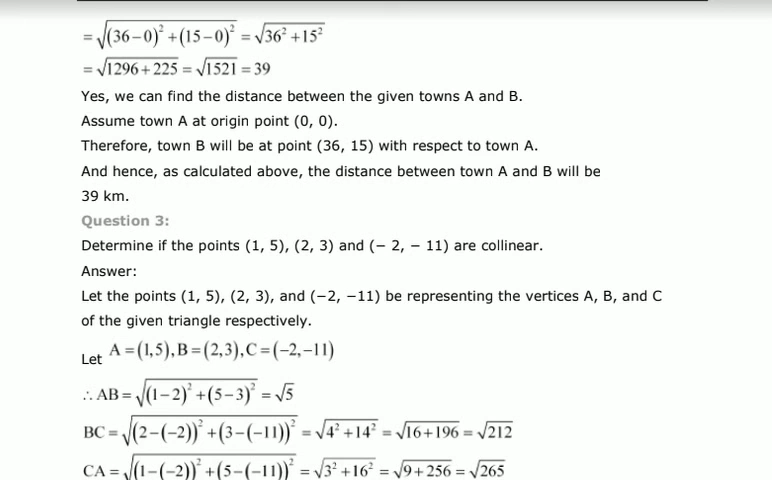 = √((36−0)² + (15−0)²) = √(36² + 15²)
= √(1296 + 225) = √1521 = 39
Yes, we can find the distance between the given towns A and B.
Assume town A at origin point (0, 0).
Therefore, town B will be at point (36, 15) with respect to town A.
And hence, as calculated above, the distance between town A and B will be
39 km.
Question 3:
Determine if the points (1, 5), (2, 3) and (− 2, − 11) are collinear.
Answer:
Let the points (1, 5), (2, 3), and (−2, −11) be representing the vertices A, B, and C
of the given triangle respectively.
Let A = (1,5), B = (2,3), C = (−2,−11)
∴ AB = √((1−2)² + (5−3)²) = √5
BC = √((2−(−2))² + (3−(−11))²) = √(4² + 14²) = √(16+196) = √212
CA = √((1−(−2))² + (5−(−11))²) = √(3² + 16²) = √(9+256) = √265